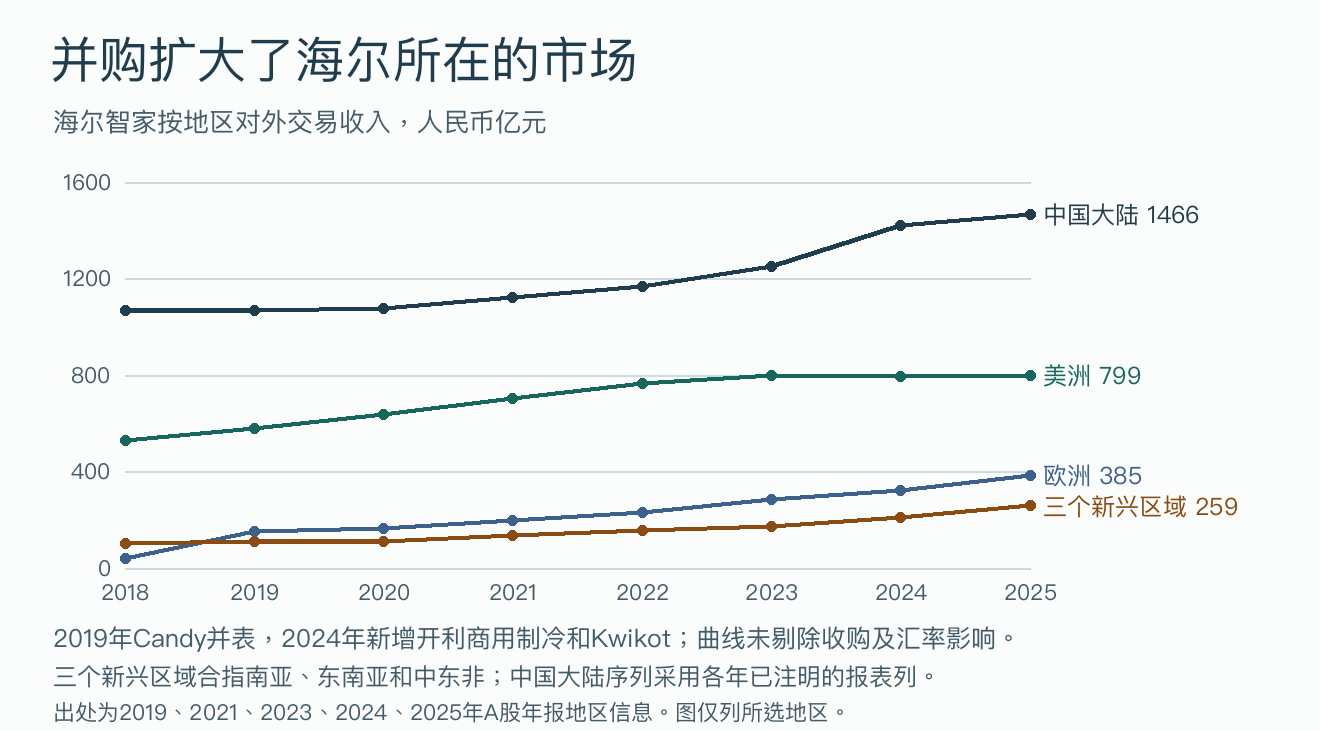 并购扩大了海尔所在的市场
海尔智家按地区对外交易收入，人民币亿元
1600
中国大陆 1466
1200
800
美洲 799
400
欧洲 385
三个新兴区域 259
0
2018 2019 2020 2021 2022 2023 2024 2025
2019年Candy并表，2024年新增开利商用制冷和Kwikot；曲线未剔除收购及汇率影响。
三个新兴区域合指南亚、东南亚和中东非；中国大陆序列采用各年已注明的报表列。
出处为2019、2021、2023、2024、2025年A股年报地区信息。图仅列所选地区。